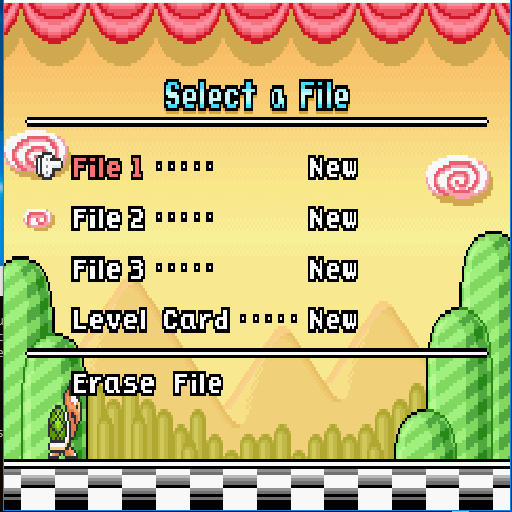 Select a File
File 1 ····· New
File 2 ····· New
File 3 ····· New
Level Card ····· New
Erase File